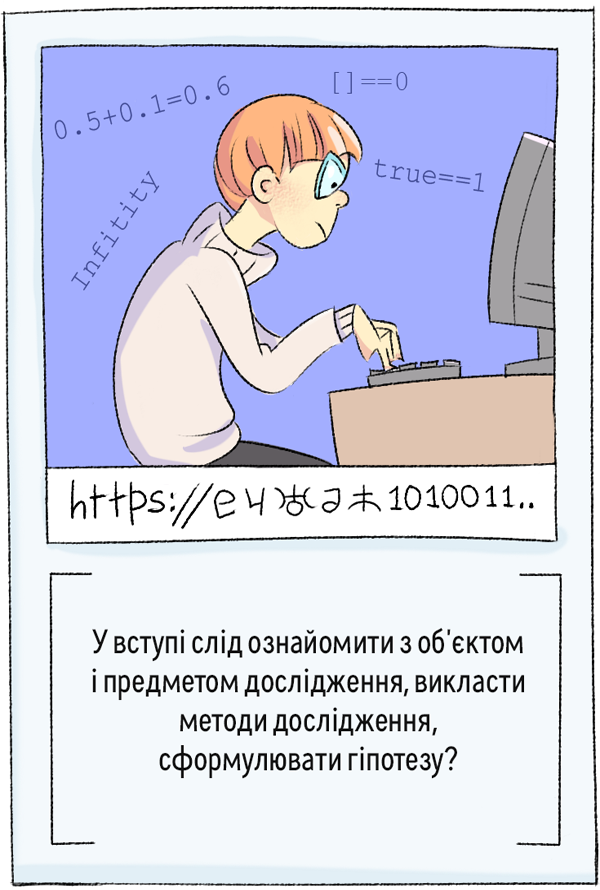 0.5+0.1=0.6
[]==0
true==1
Infitity
https://еч
1010011..
У вступі слід ознайомити з об'єктом
і предметом дослідження, викласти
методи дослідження,
сформулювати гіпотезу?